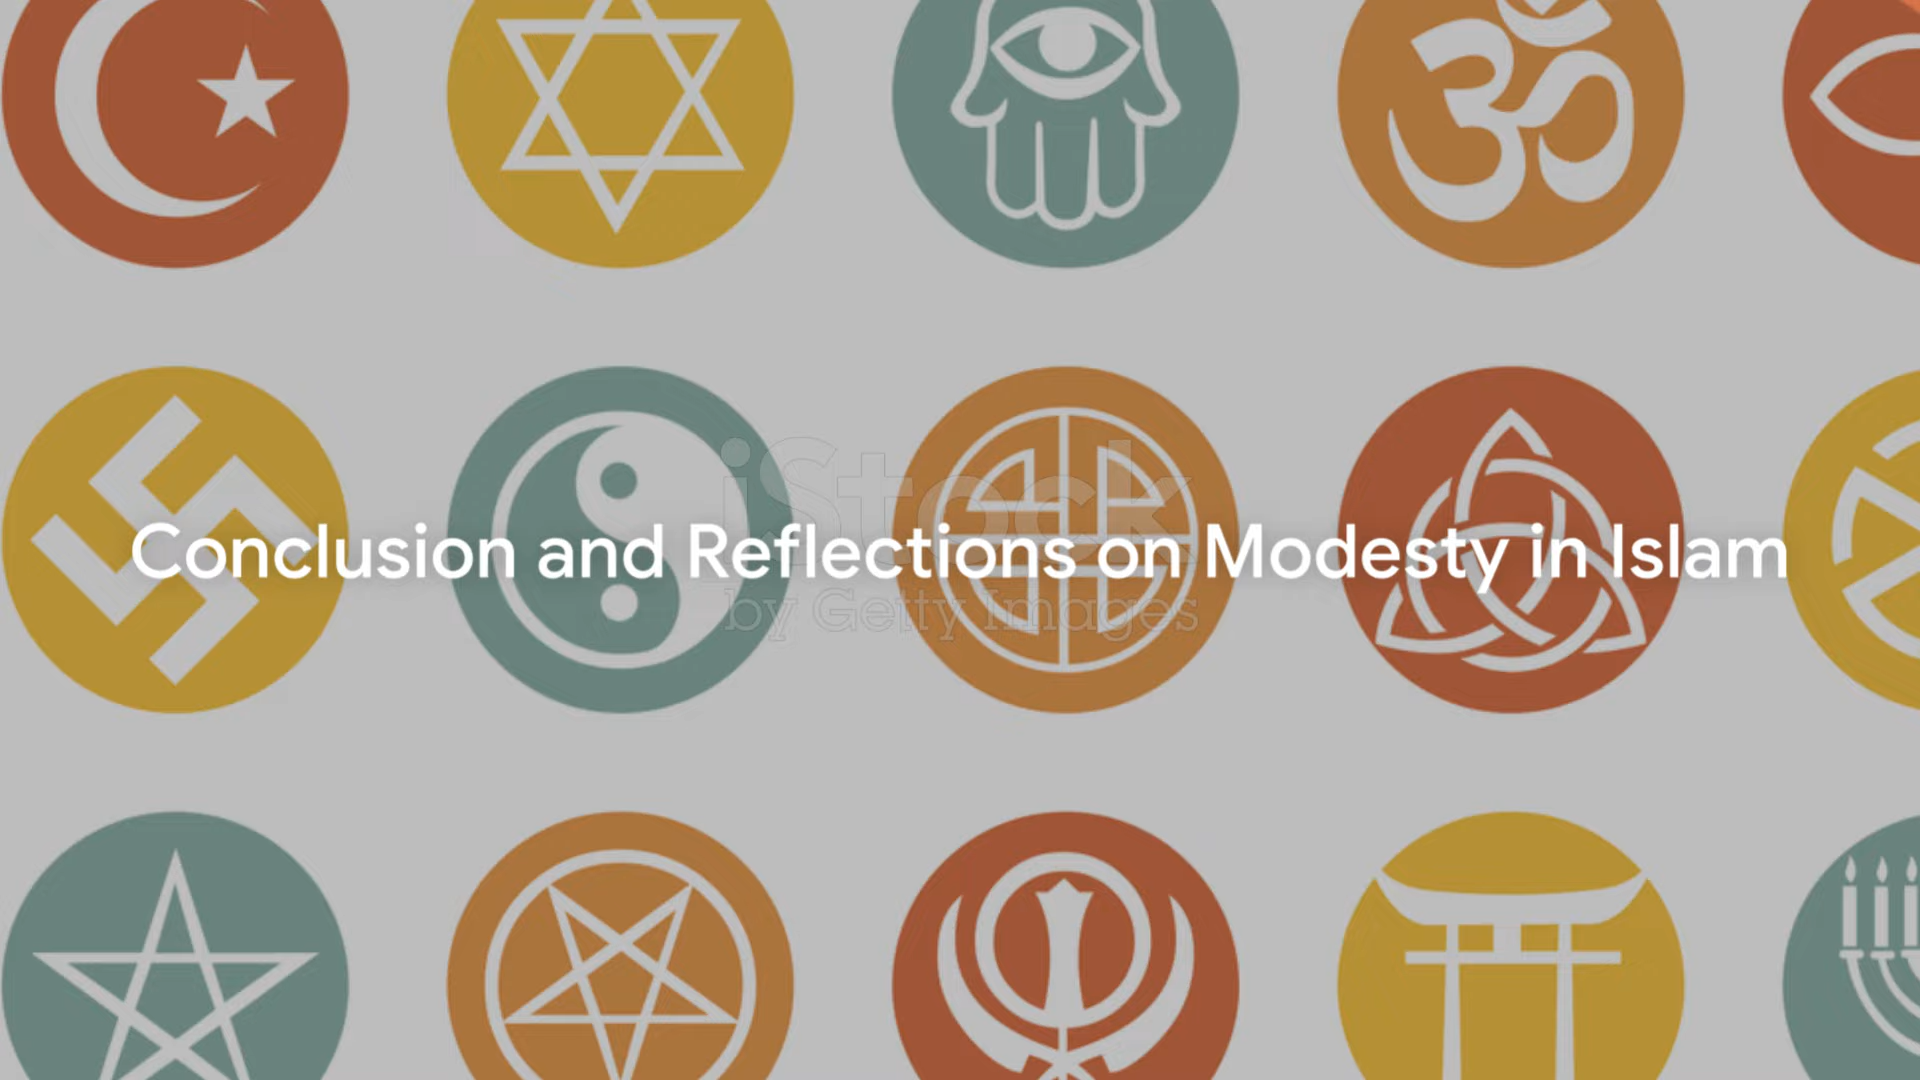 iStock
Conclusion and Reflections on Modesty in Islam
by Getty Images